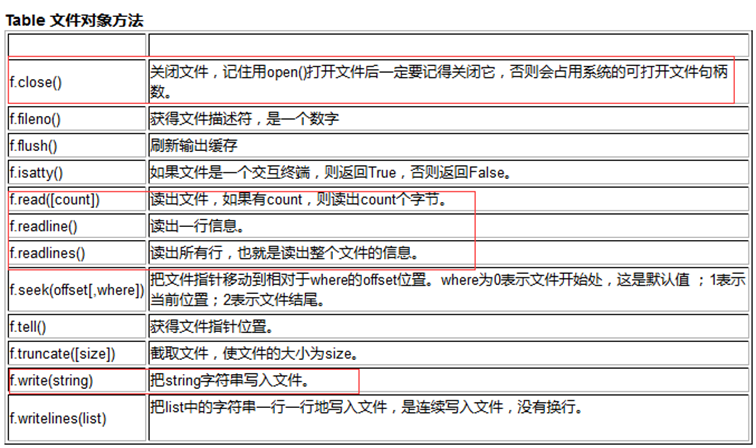 Table 文件对象方法
f.close()
关闭文件，记住用open()打开文件后一定要记得关闭它，否则会占用系统的可打开文件句柄
数。
f.fileno()
获得文件描述符，是一个数字
f.flush()
刷新输出缓存
f.isatty()
如果文件是一个交互终端，则返回True，否则返回False。
f.read([count])
读出文件，如果有count，则读出count个字节。
f.readline()
读出一行信息。
f.readlines()
读出所有行，也就是读出整个文件的信息。
f.seek(offset[,where])
把文件指针移动到相对于where的offset位置。where为0表示文件开始处，这是默认值 ；1表示
当前位置；2表示文件结尾。
f.tell()
获得文件指针位置。
f.truncate([size])
截取文件，使文件的大小为size。
f.write(string)
把string字符串写入文件。
f.writelines(list)
把list中的字符串一行一行地写入文件，是连续写入文件，没有换行。